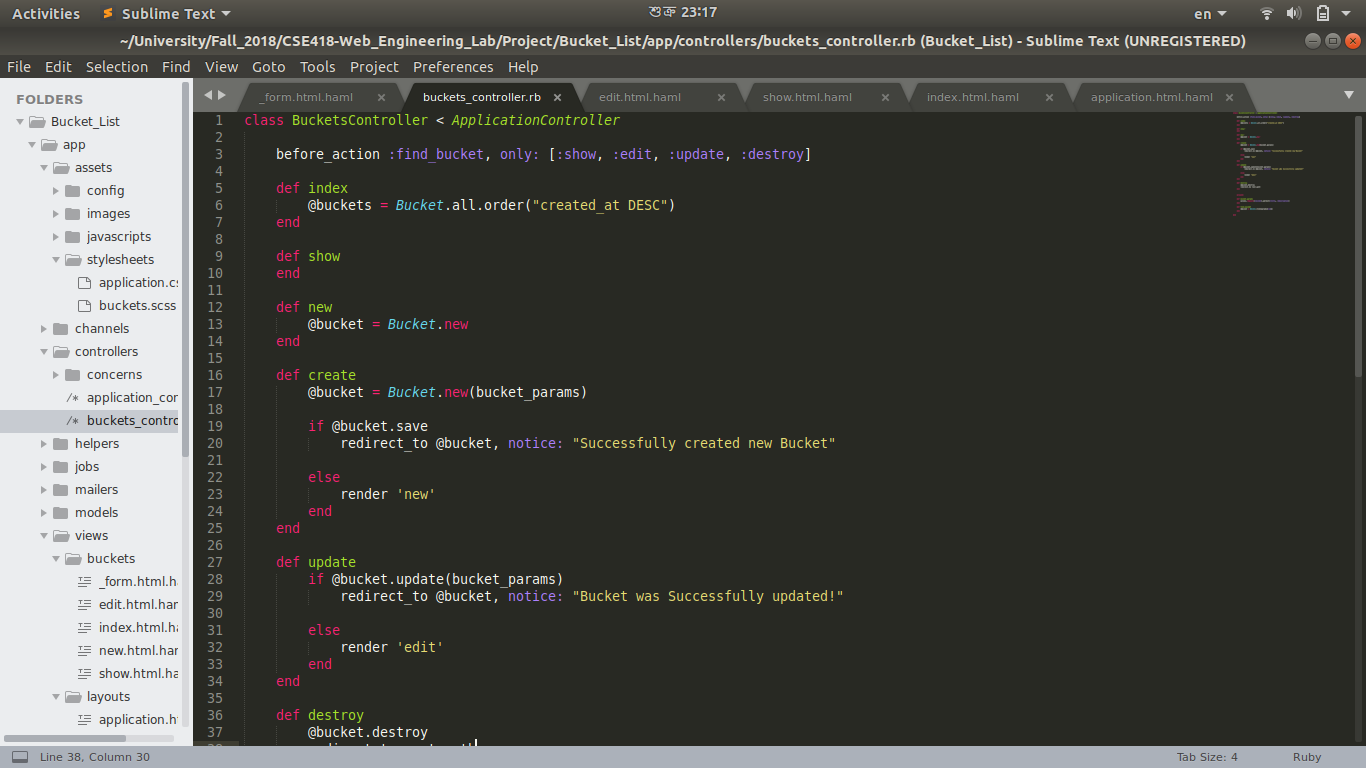 Activities Sublime Text শুক্র 23:17 en
~/University/Fall_2018/CSE418-Web_Engineering_Lab/Project/Bucket_List/app/controllers/buckets_controller.rb (Bucket_List) - Sublime Text (UNREGISTERED)
File Edit Selection Find View Goto Tools Project Preferences Help
FOLDERS
Bucket_List
app
assets
config
images
javascripts
stylesheets
application.cs
buckets.scss
channels
controllers
concerns
/* application_cor
/* buckets_contro
helpers
jobs
mailers
models
views
buckets
_form.html.ha
edit.html.har
index.html.ha
new.html.har
show.html.ha
layouts
application.ht
_form.html.haml buckets_controller.rb edit.html.haml show.html.haml index.html.haml application.html.haml
1 class BucketsController < ApplicationController
2
3 before_action :find_bucket, only: [:show, :edit, :update, :destroy]
4
5 def index
6 @buckets = Bucket.all.order("created_at DESC")
7 end
8
9 def show
10 end
11
12 def new
13 @bucket = Bucket.new
14 end
15
16 def create
17 @bucket = Bucket.new(bucket_params)
18
19 if @bucket.save
20 redirect_to @bucket, notice: "Successfully created new Bucket"
21
22 else
23 render 'new'
24 end
25 end
26
27 def update
28 if @bucket.update(bucket_params)
29 redirect_to @bucket, notice: "Bucket was Successfully updated!"
30
31 else
32 render 'edit'
33 end
34 end
35
36 def destroy
37 @bucket.destroy
Line 38, Column 30 Tab Size: 4 Ruby